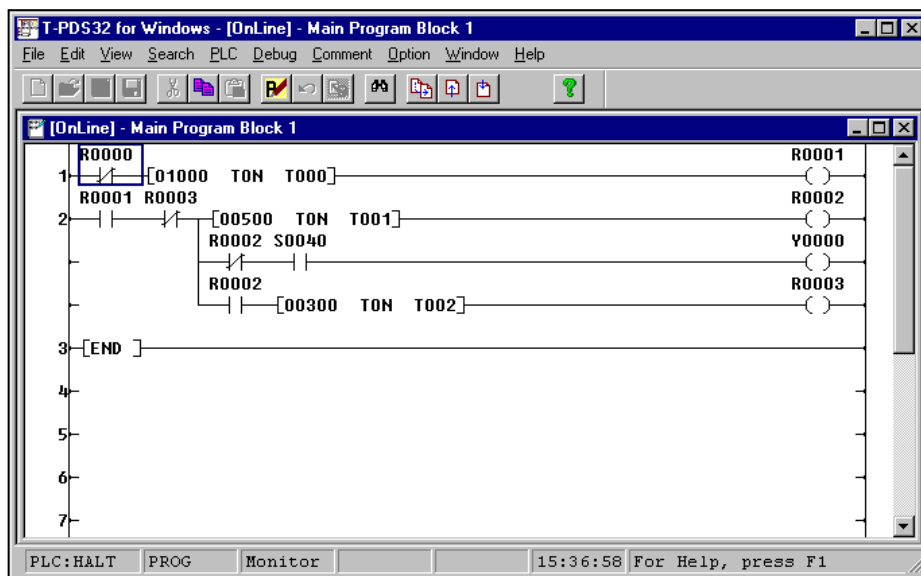 T-PDS32 for Windows - [OnLine] - Main Program Block 1
File Edit View Search PLC Debug Comment Option Window Help
[OnLine] - Main Program Block 1
R0000 R0001
1 [01000 TON T000]
R0001 R0003 R0002
2 [00500 TON T001]
R0002 S0040 Y0000
R0002 R0003
[00300 TON T002]
3 [END ]
4
5
6
7
PLC:HALT PROG Monitor 15:36:58 For Help, press F1